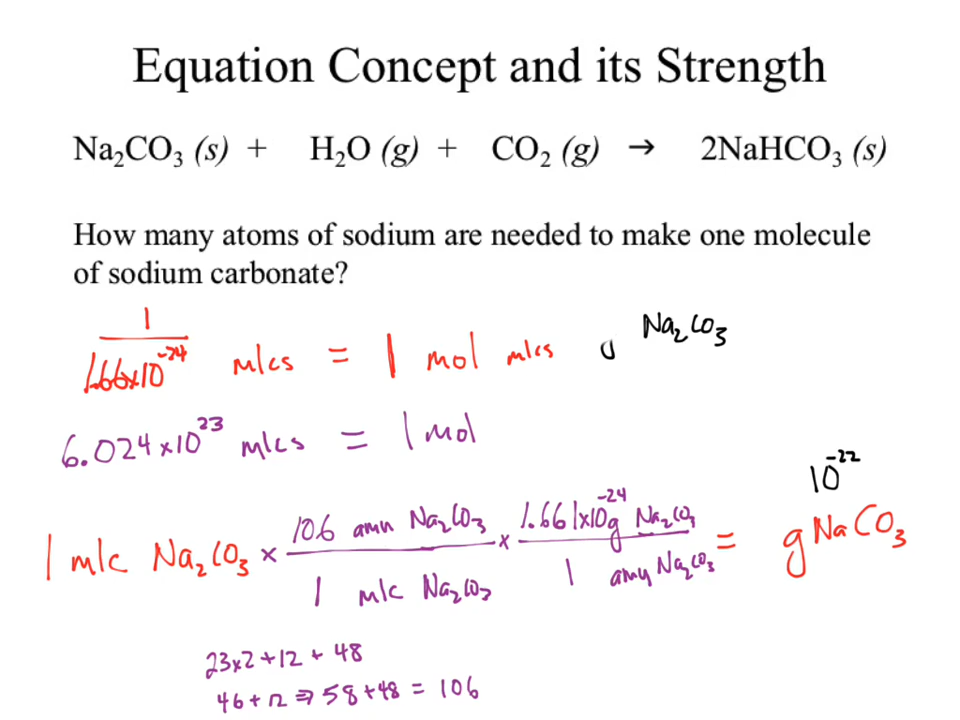 Equation Concept and its Strength
Na₂CO₃ (s) + H₂O (g) + CO₂ (g) → 2NaHCO₃ (s)
How many atoms of sodium are needed to make one molecule
of sodium carbonate?
1
1.66x10⁻²⁴ mlcs = 1 mol mlcs
Na₂CO₃
6.024x10²³ mlcs = 1 mol
10⁻²²
1 mlc Na₂CO₃ x 106 amu Na₂CO₃ / 1 mlc Na₂CO₃ x 1.661x10⁻²⁴g Na₂CO₃ / 1 amu Na₂CO₃ = g NaCO₃
23x2+12+48
46+12⇒58+48 = 106